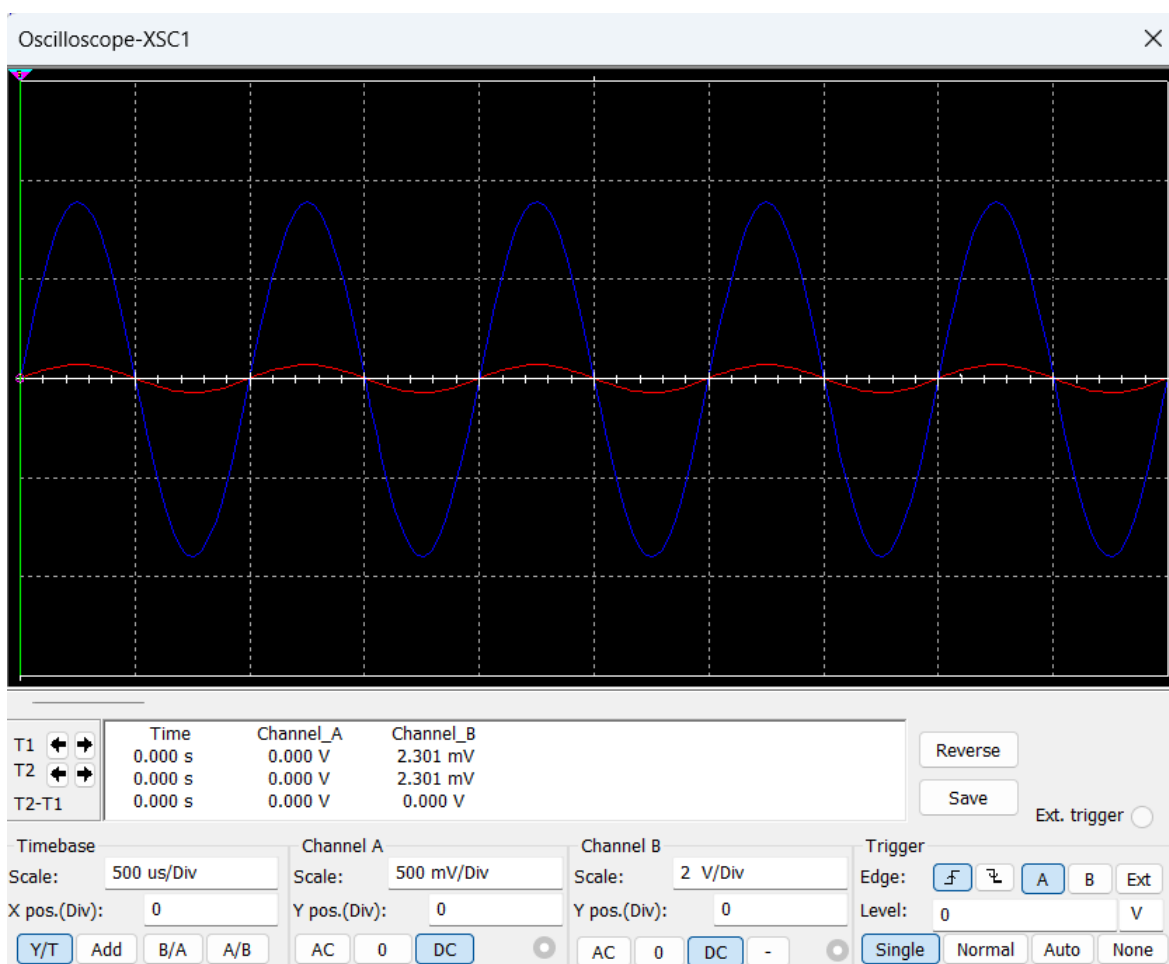 Oscilloscope-XSC1
Time Channel_A Channel_B
T1 0.000 s 0.000 V 2.301 mV
T2 0.000 s 0.000 V 2.301 mV
T2-T1 0.000 s 0.000 V 0.000 V
Reverse
Save
Ext. trigger
Timebase
Scale: 500 us/Div
X pos.(Div): 0
Y/T Add B/A A/B
Channel A
Scale: 500 mV/Div
Y pos.(Div): 0
AC 0 DC
Channel B
Scale: 2 V/Div
Y pos.(Div): 0
AC 0 DC -
Trigger
Edge: A B Ext
Level: 0 V
Single Normal Auto None